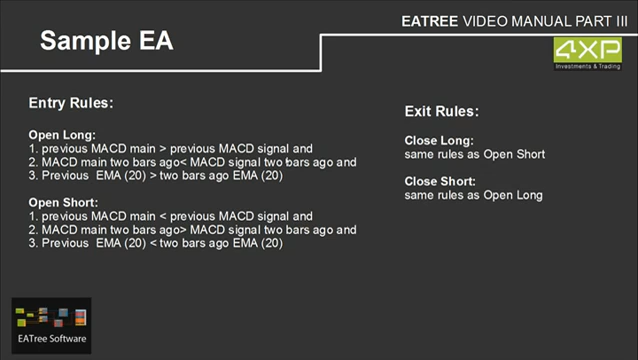 EATREE VIDEO MANUAL PART III
Sample EA
4XP
Investments & Trading
Entry Rules:
Open Long:
1. previous MACD main > previous MACD signal and
2. MACD main two bars ago< MACD signal two bars ago and
3. Previous EMA (20) > two bars ago EMA (20)
Open Short:
1. previous MACD main < previous MACD signal and
2. MACD main two bars ago> MACD signal two bars ago and
3. Previous EMA (20) < two bars ago EMA (20)
Exit Rules:
Close Long:
same rules as Open Short
Close Short:
same rules as Open Long
EATree Software